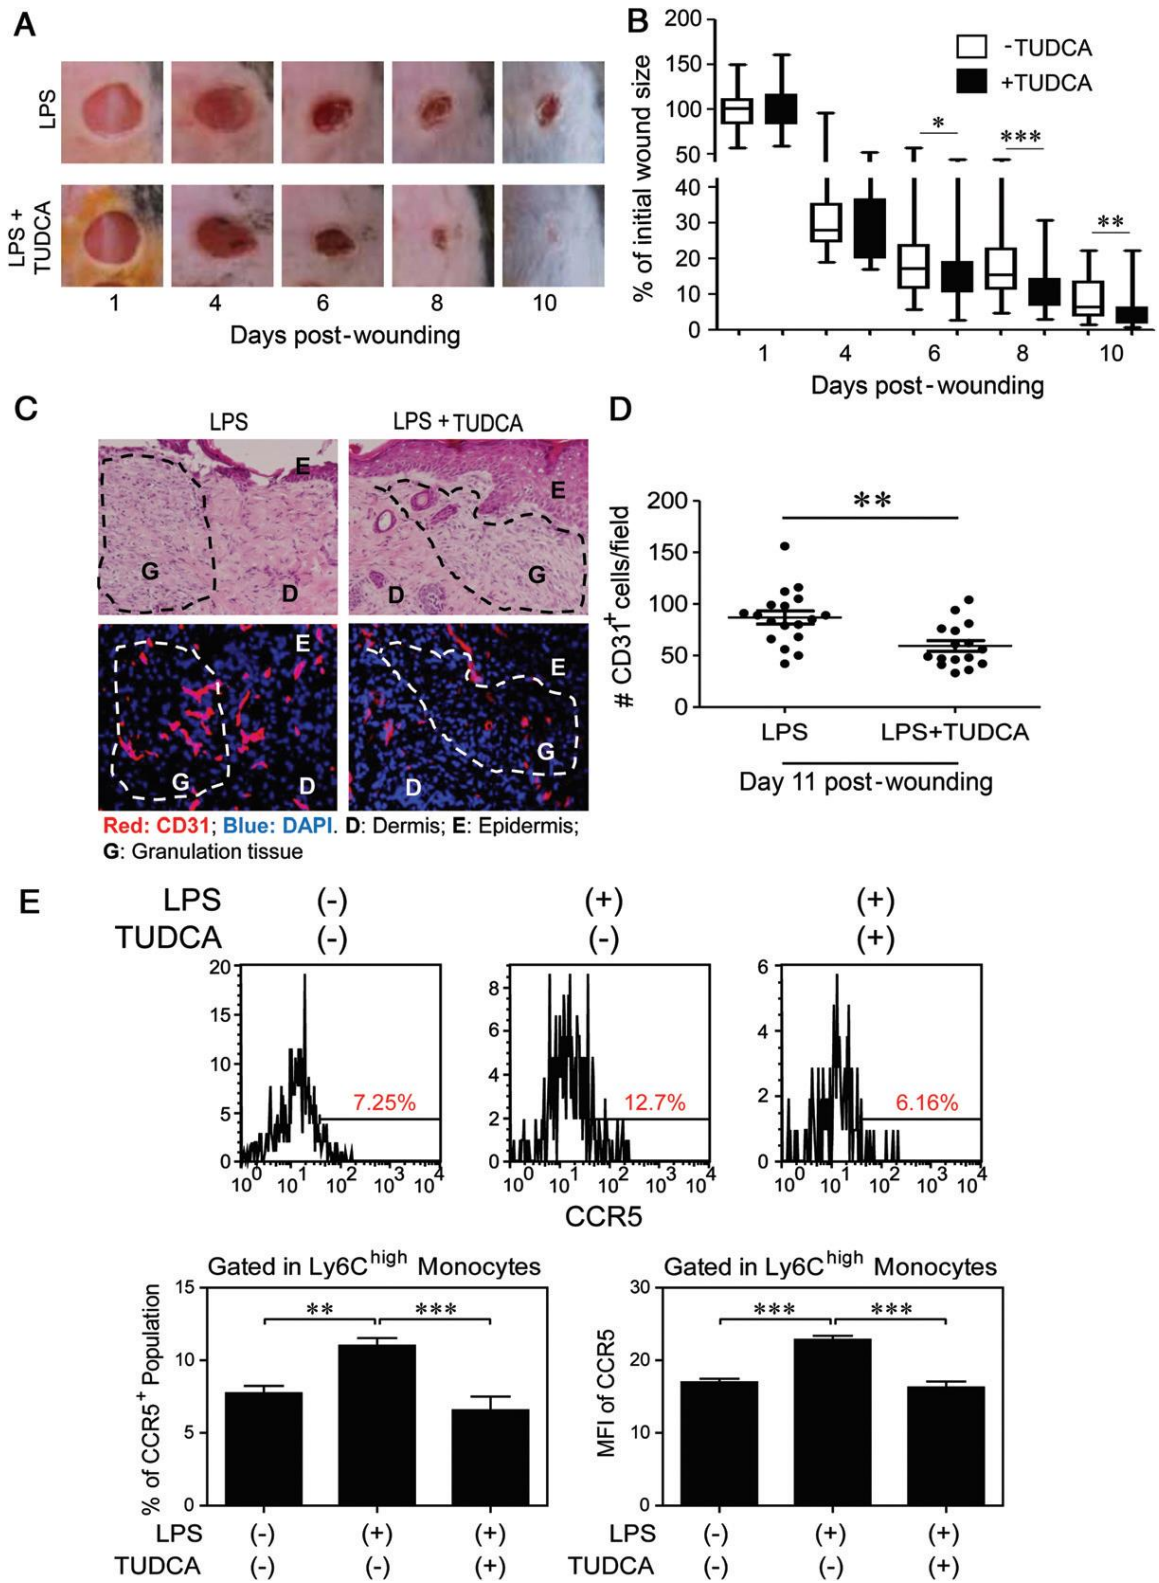 A
LPS
LPS +
TUDCA
1 4 6 8 10
Days post-wounding
B
% of initial wound size
200
150
100
50
40
30
20
10
0
-TUDCA
+TUDCA
*
***
**
1 4 6 8 10
Days post-wounding
C
LPS LPS + TUDCA
E
G
D
E
G
D
E
G
D
E
G
D
Red: CD31; Blue: DAPI. D: Dermis; E: Epidermis;
G: Granulation tissue
D
# CD31+ cells/field
200
150
100
50
0
**
LPS LPS+TUDCA
Day 11 post-wounding
E
LPS (-) (+) (+)
TUDCA (-) (-) (+)
20
15
10
5
0
7.25%
10^0 10^1 10^2 10^3 10^4
8
6
4
2
0
12.7%
10^0 10^1 10^2 10^3 10^4
6
4
2
0
6.16%
10^0 10^1 10^2 10^3 10^4
CCR5
Gated in Ly6C^high Monocytes
% of CCR5+ Population
15
10
5
0
** ***
LPS (-) (+) (+)
TUDCA (-) (-) (+)
Gated in Ly6C^high Monocytes
MFI of CCR5
30
20
10
0
*** ***
LPS (-) (+) (+)
TUDCA (-) (-) (+)